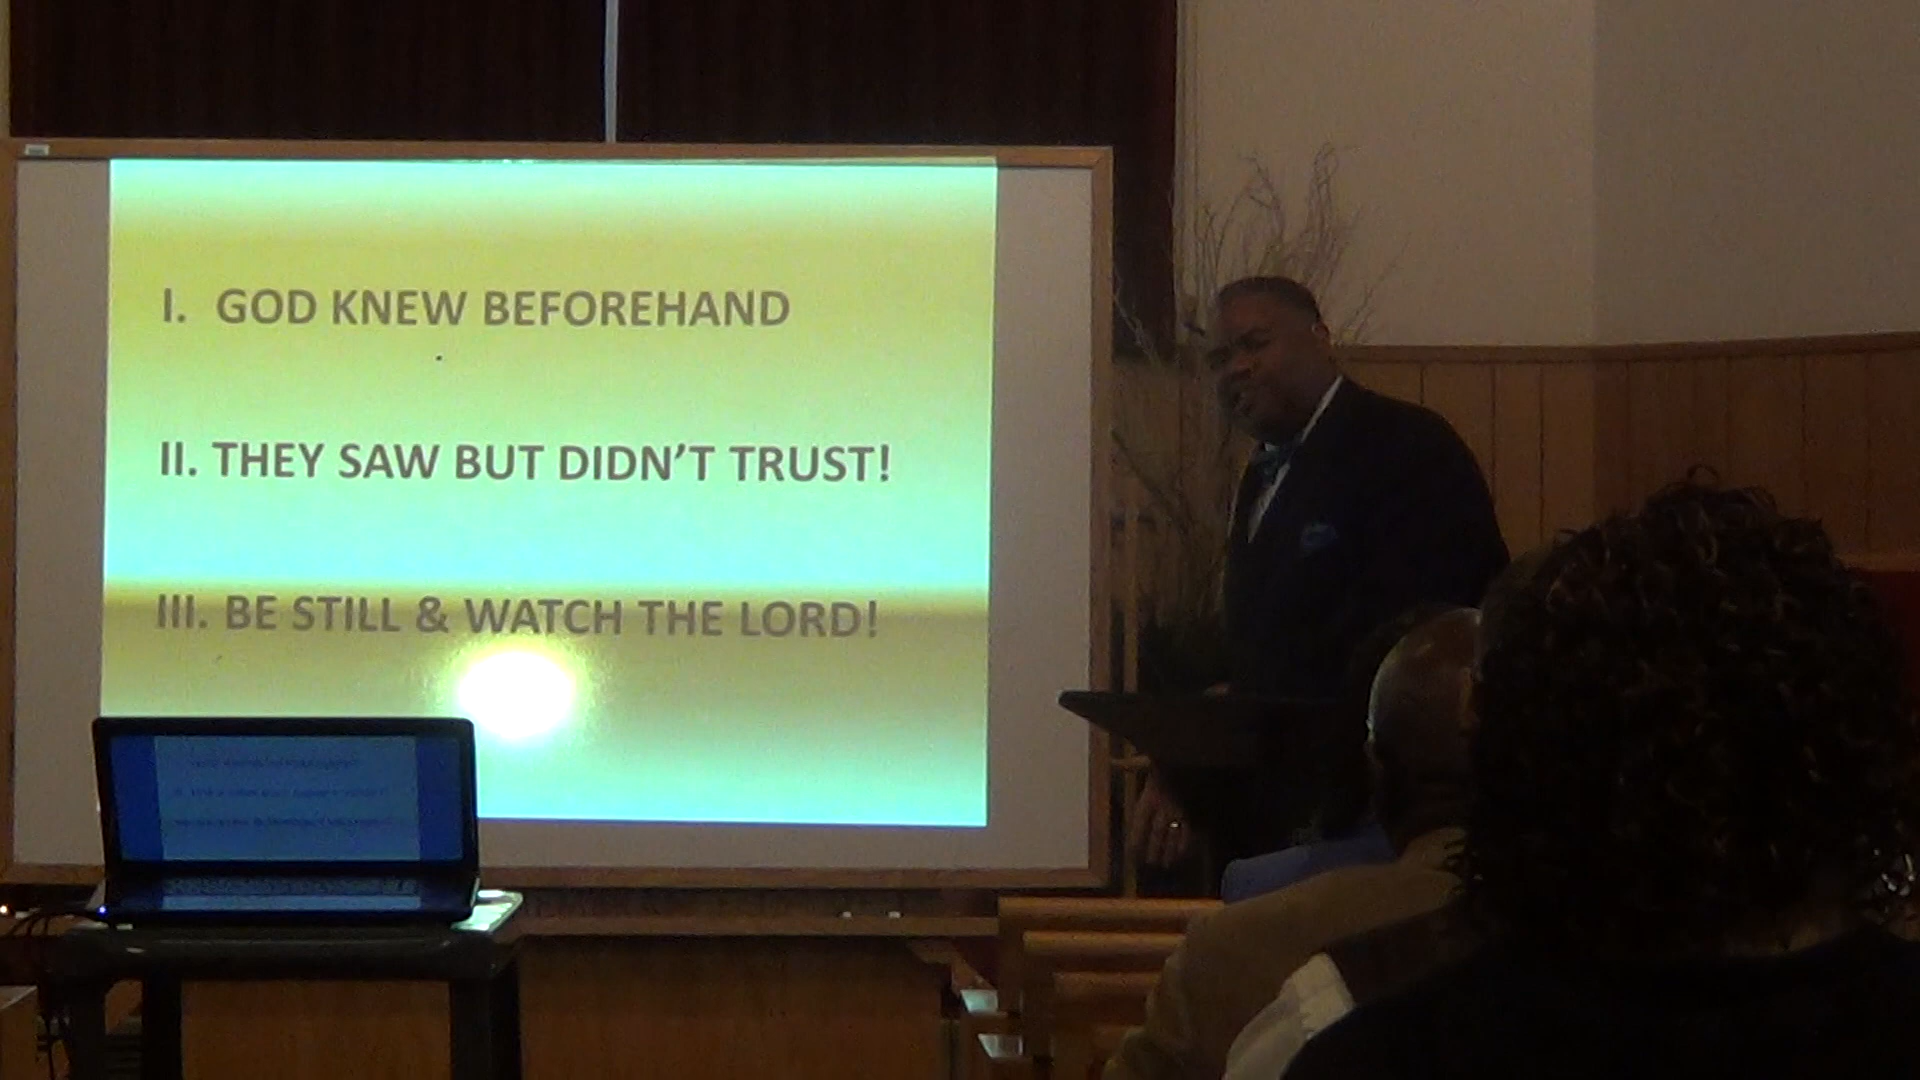 I. GOD KNEW BEFOREHAND
II. THEY SAW BUT DIDN'T TRUST!
III. BE STILL & WATCH THE LORD!